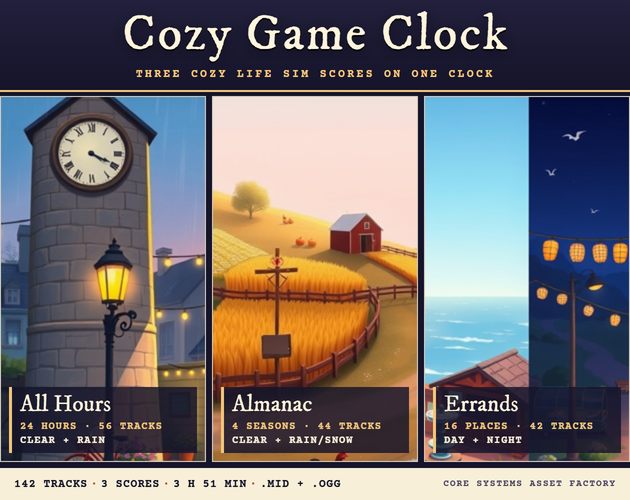 Cozy Game Clock
THREE COZY LIFE SIM SCORES ON ONE CLOCK
All Hours
24 HOURS · 56 TRACKS
CLEAR + RAIN
Almanac
4 SEASONS · 44 TRACKS
CLEAR + RAIN/SNOW
Errands
16 PLACES · 42 TRACKS
DAY + NIGHT
142 TRACKS · 3 SCORES · 3 H 51 MIN · .MID + .OGG
CORE SYSTEMS ASSET FACTORY